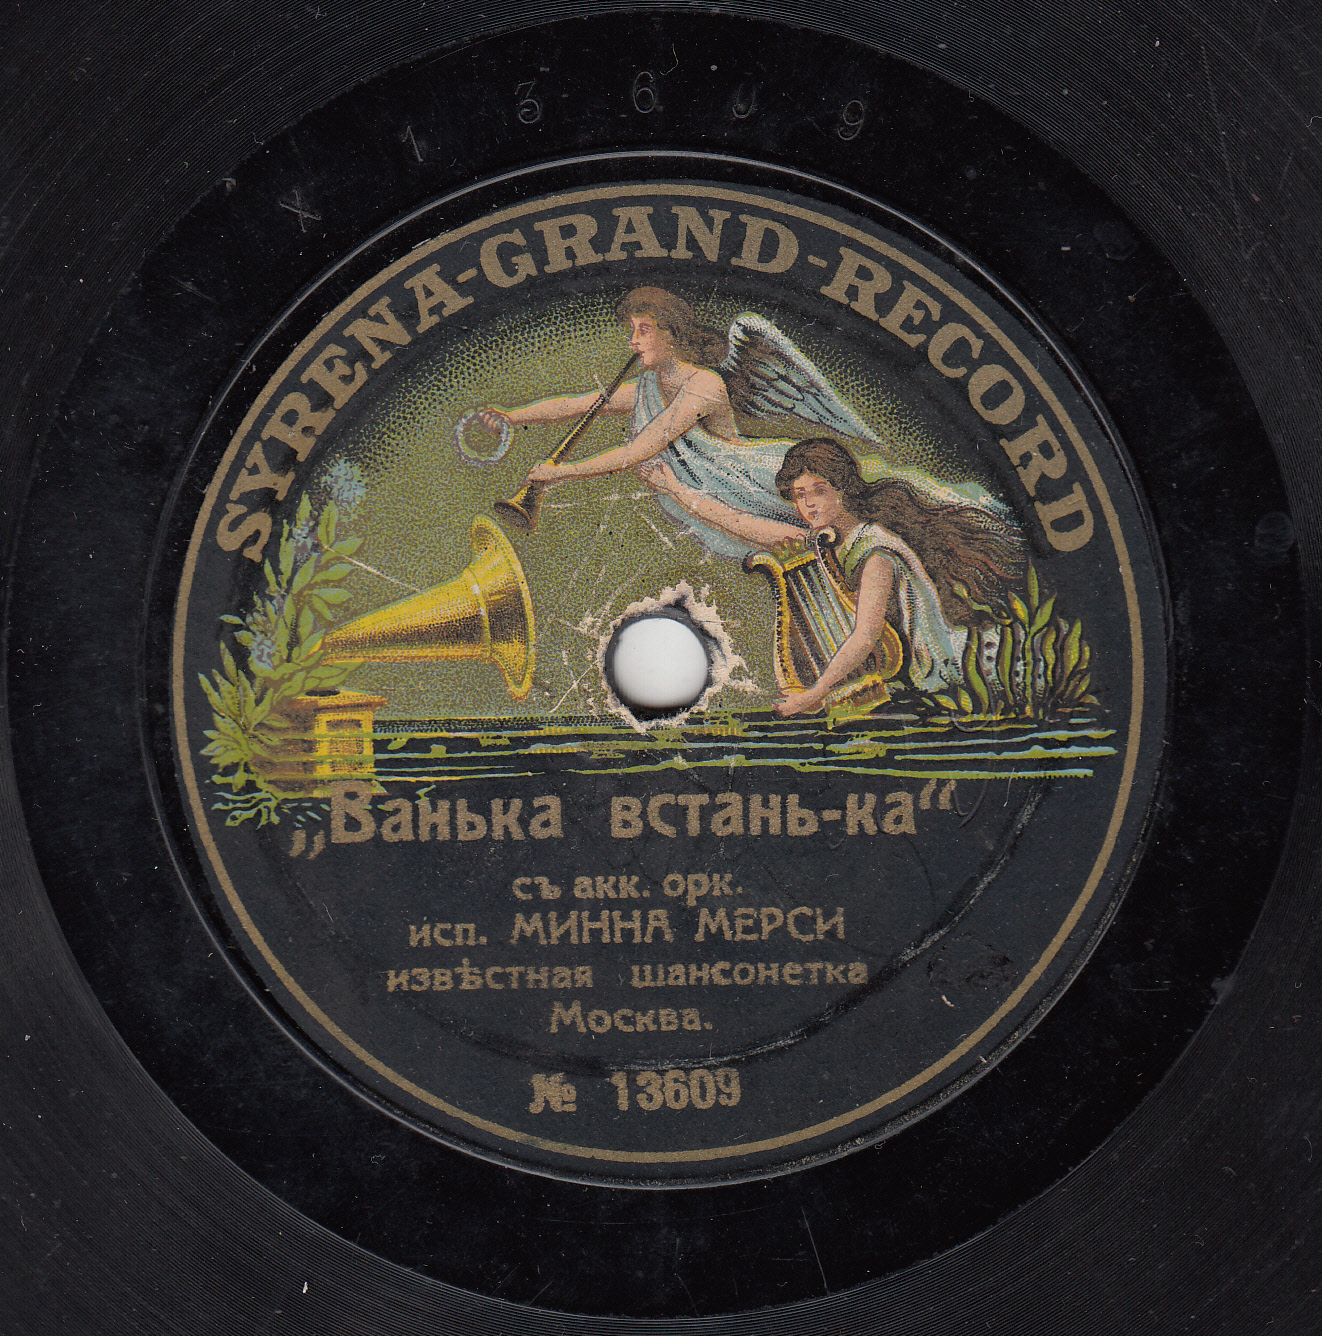 X 13609
SYRENA-GRAND-RECORD
„Ванька встань-ка“
съ акк. орк.
исп. МИННА МЕРСИ
извѣстная шансонетка
Москва.
№ 13609